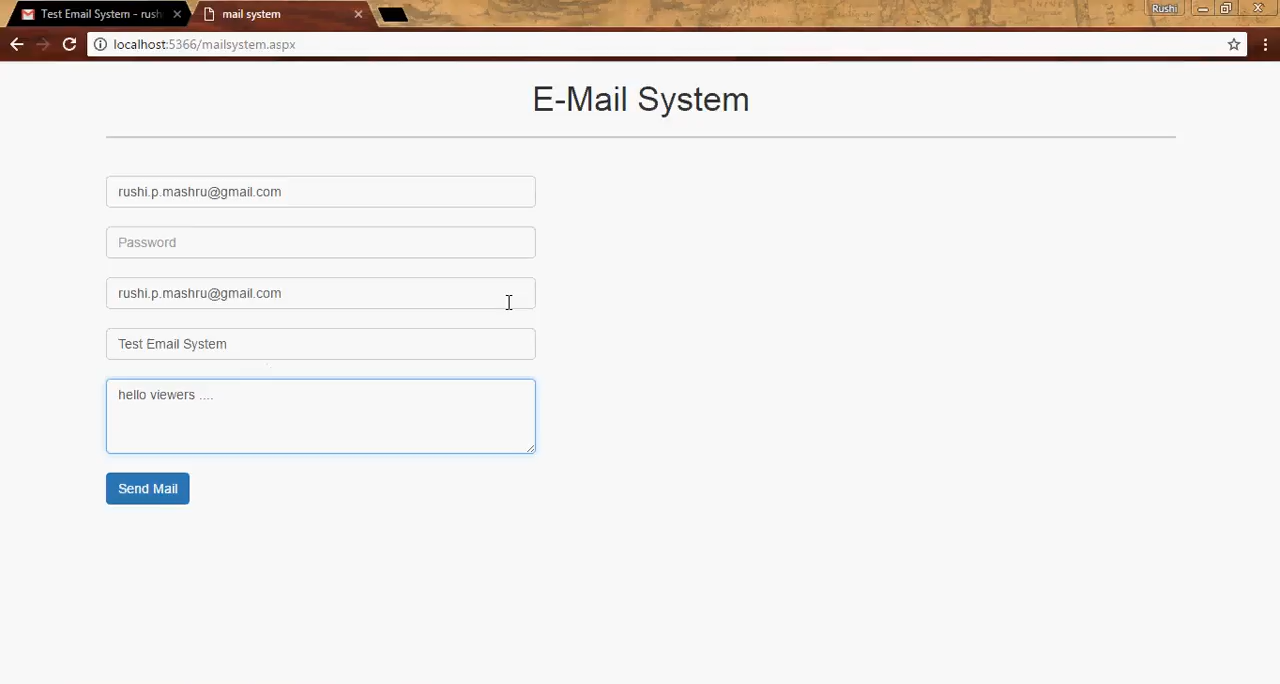 Test Email System - rush
mail system
Rushi
localhost:5366/mailsystem.aspx
E-Mail System
rushi.p.mashru@gmail.com
Password
rushi.p.mashru@gmail.com
Test Email System
hello viewers ....
Send Mail